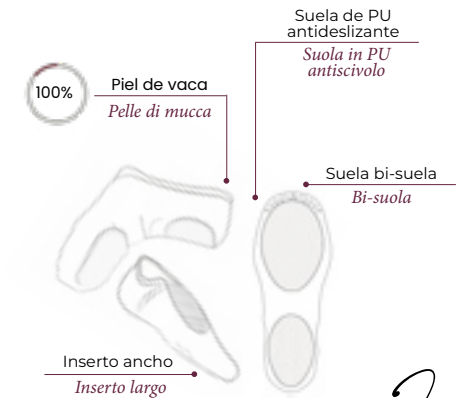 Suela de PU
antideslizante
Suola in PU
antiscivolo
100%
Piel de vaca
Pelle di mucca
Suela bi-suela
Bi-suola
Inserto ancho
Inserto largo